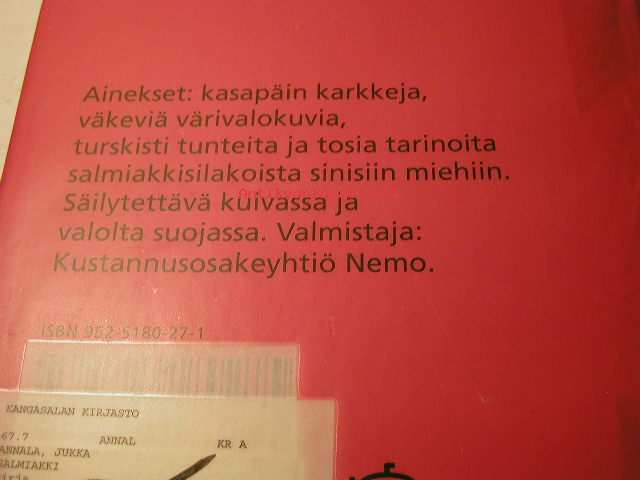 Ainekset: kasapäin karkkeja,
väkeviä värivalokuvia,
turskisti tunteita ja tosia tarinoita
salmiakkisilakoista sinisiin miehiin.
Säilytettävä kuivassa ja
valolta suojassa. Valmistaja:
Kustannusosakeyhtiö Nemo.
ISBN 952-5180-27-1
KANGASALAN KIRJASTO
67.7 ANNAL KR A
ANNALA, JUKKA
SALMIAKKI
kirja